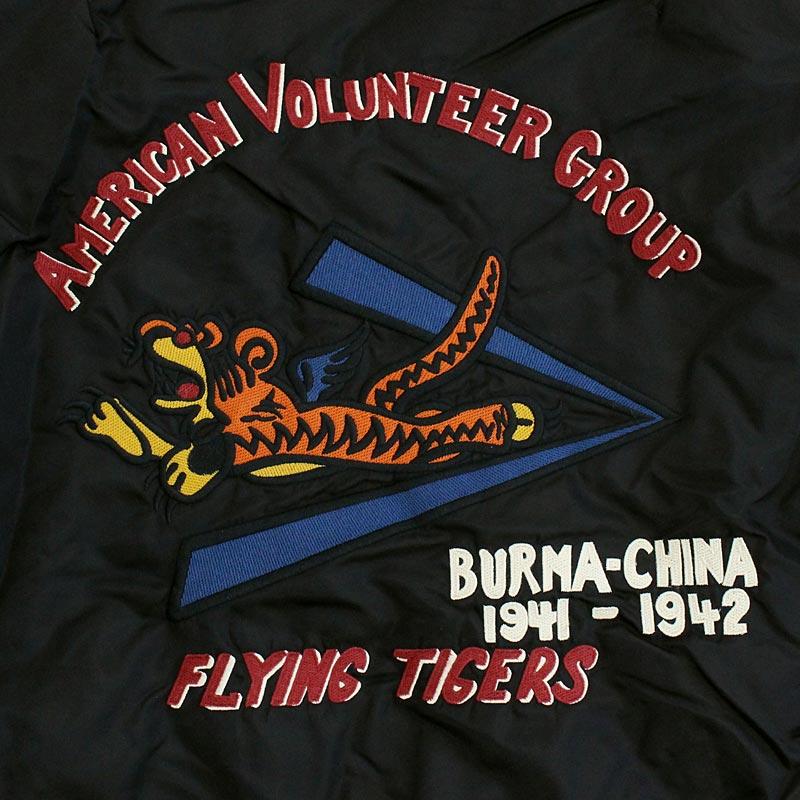 AMERICAN VOLUNTEER GROUP
BURMA-CHINA
1941 - 1942
FLYING TIGERS